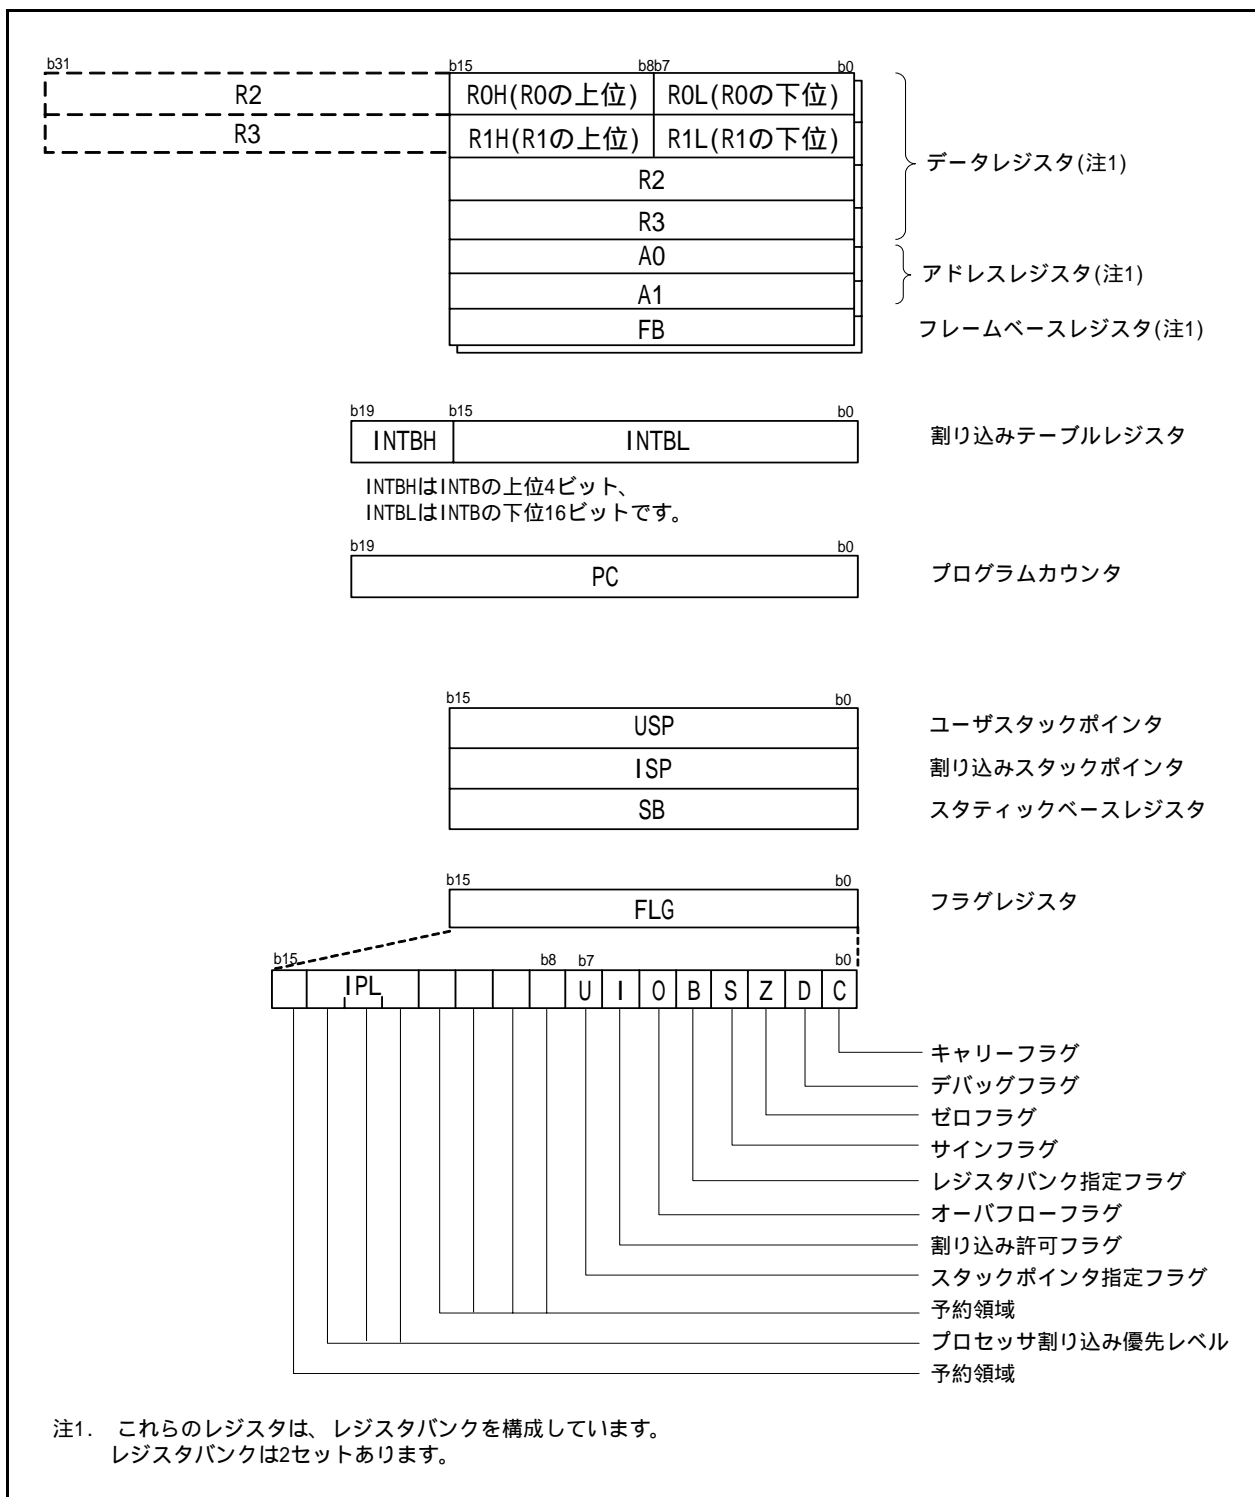 b31 b15 b8b7 b0
R2 R0H(R0の上位) R0L(R0の下位)
R3 R1H(R1の上位) R1L(R1の下位)
データレジスタ(注1)
R2
R3
A0
アドレスレジスタ(注1)
A1
FB フレームベースレジスタ(注1)
b19 b15 b0
INTBH INTBL 割り込みテーブルレジスタ
INTBHはINTBの上位4ビット、
INTBLはINTBの下位16ビットです。
b19 b0
PC プログラムカウンタ
b15 b0
USP ユーザスタックポインタ
ISP 割り込みスタックポインタ
SB スタティックベースレジスタ
b15 b0
FLG フラグレジスタ
b15 b8 b7 b0
IPL U I O B S Z D C
キャリーフラグ
デバッグフラグ
ゼロフラグ
サインフラグ
レジスタバンク指定フラグ
オーバフローフラグ
割り込み許可フラグ
スタックポインタ指定フラグ
予約領域
プロセッサ割り込み優先レベル
予約領域
注1. これらのレジスタは、レジスタバンクを構成しています。
レジスタバンクは2セットあります。